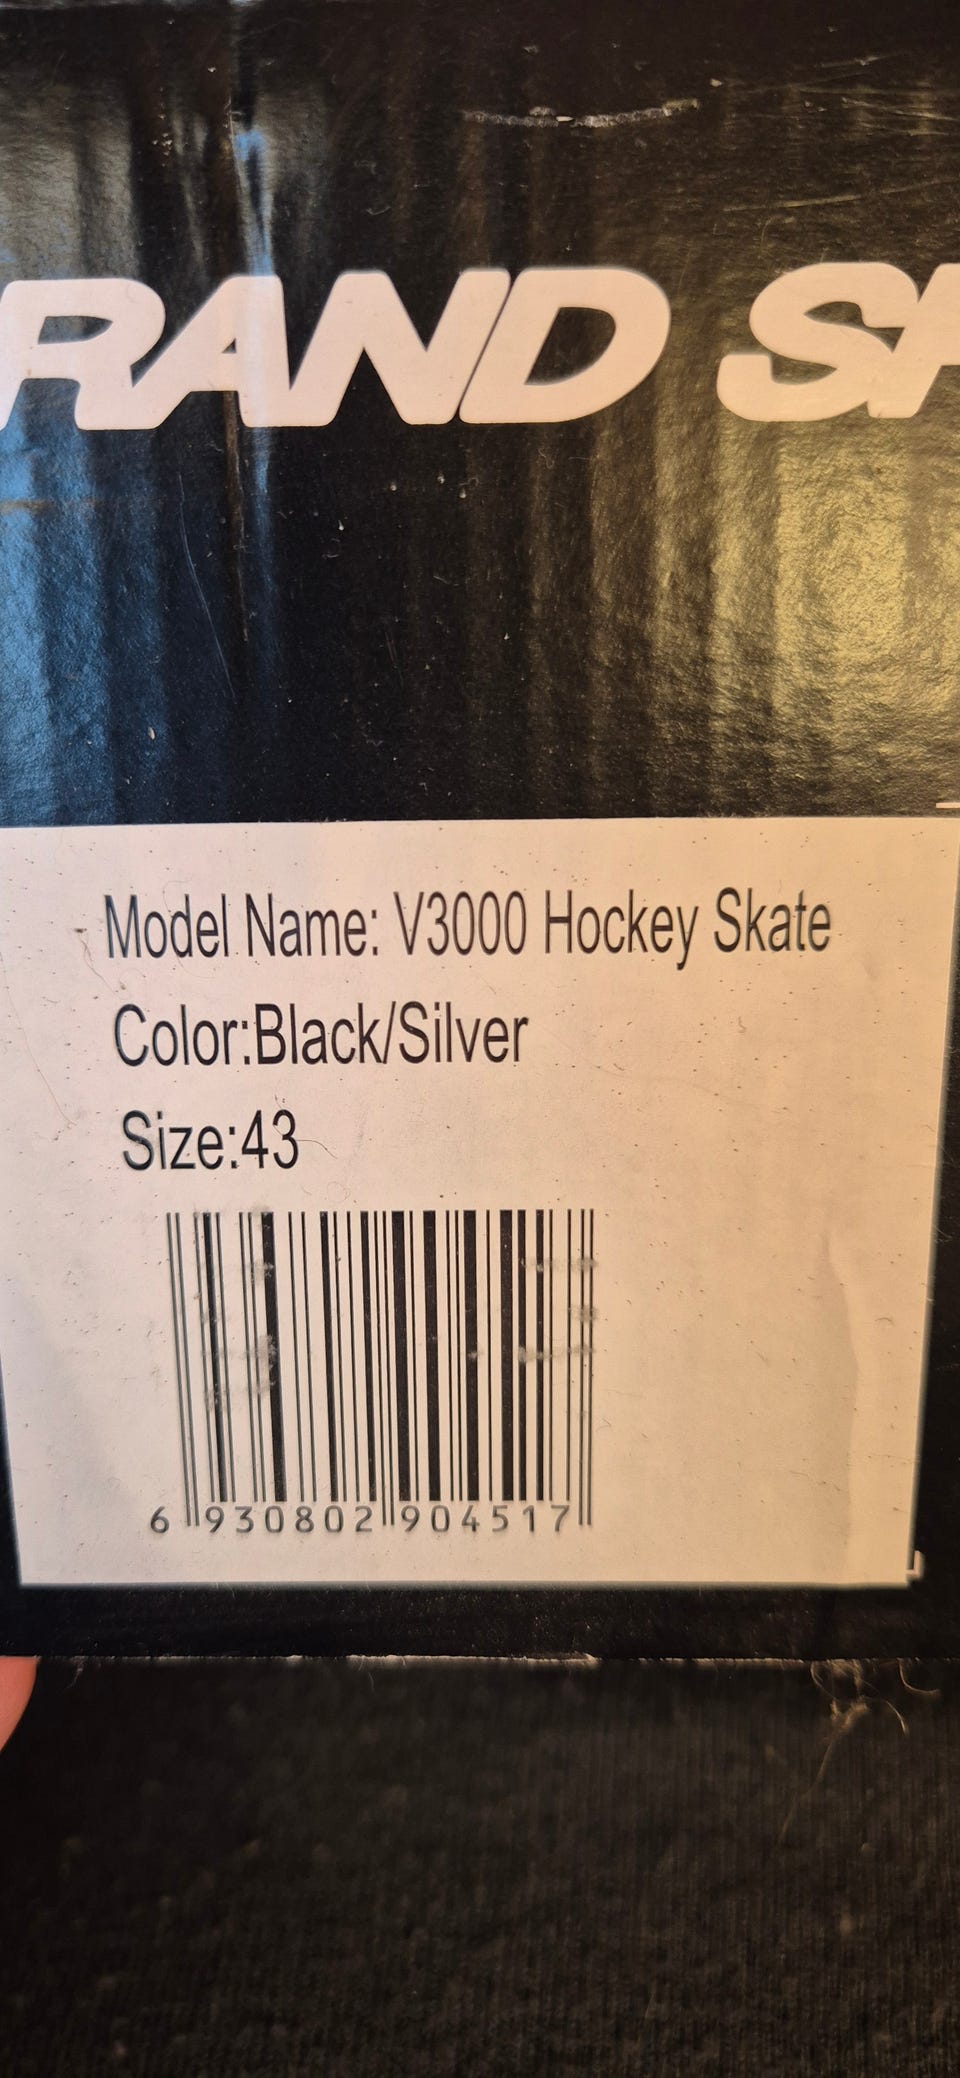 RAND S
Model Name: V3000 Hockey Skate
Color:Black/Silver
Size:43
6 930802 904517